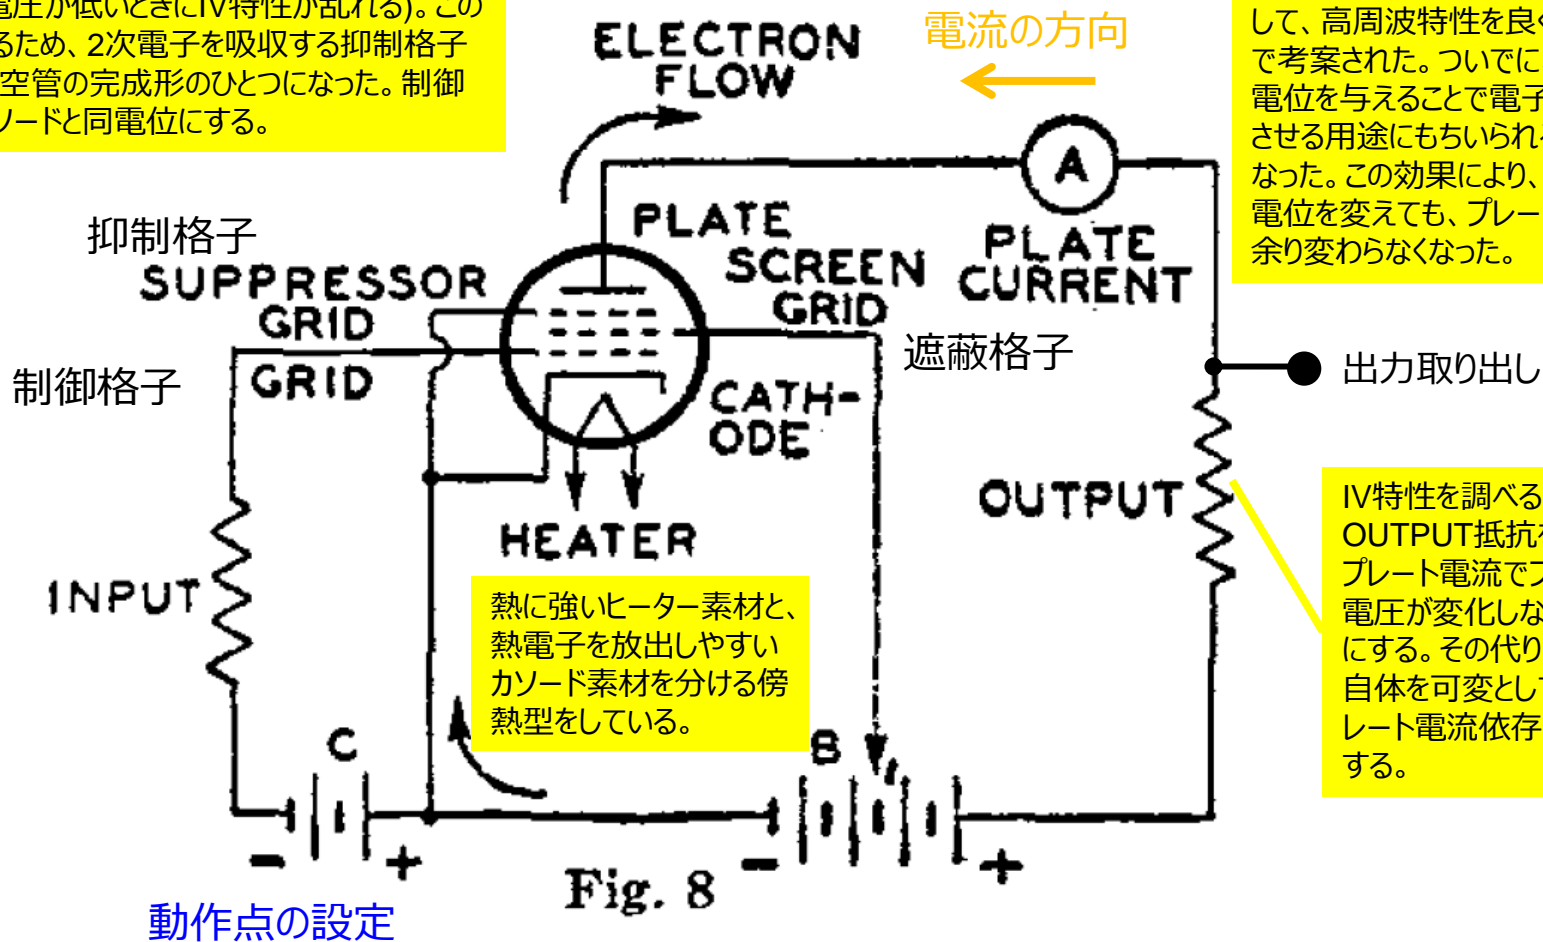 電圧が低いときにIV特性が乱れる)。この
るため、2次電子を吸収する抑制格子
空管の完成形のひとつになった。制御
ソードと同電位にする。
ELECTRON
FLOW
電流の方向
して、高周波特性を良く
で考案された。ついでに
電位を与えることで電子
させる用途にもちいられ
なった。この効果により、
電位を変えても、プレー
余り変わらなくなった。
A
PLATE
CURRENT
抑制格子
SUPPRESSOR
GRID
PLATE
SCREEN
GRID
制御格子
GRID
遮蔽格子
CATH-
ODE
出力取り出し
HEATER
INPUT
OUTPUT
熱に強いヒーター素材と、
熱電子を放出しやすい
カソード素材を分ける傍
熱型をしている。
IV特性を調べる
OUTPUT抵抗
プレート電流で
電圧が変化しな
にする。その代り
自体を可変とし
レート電流依存
する。
C
- +
B
- +
Fig. 8
動作点の設定